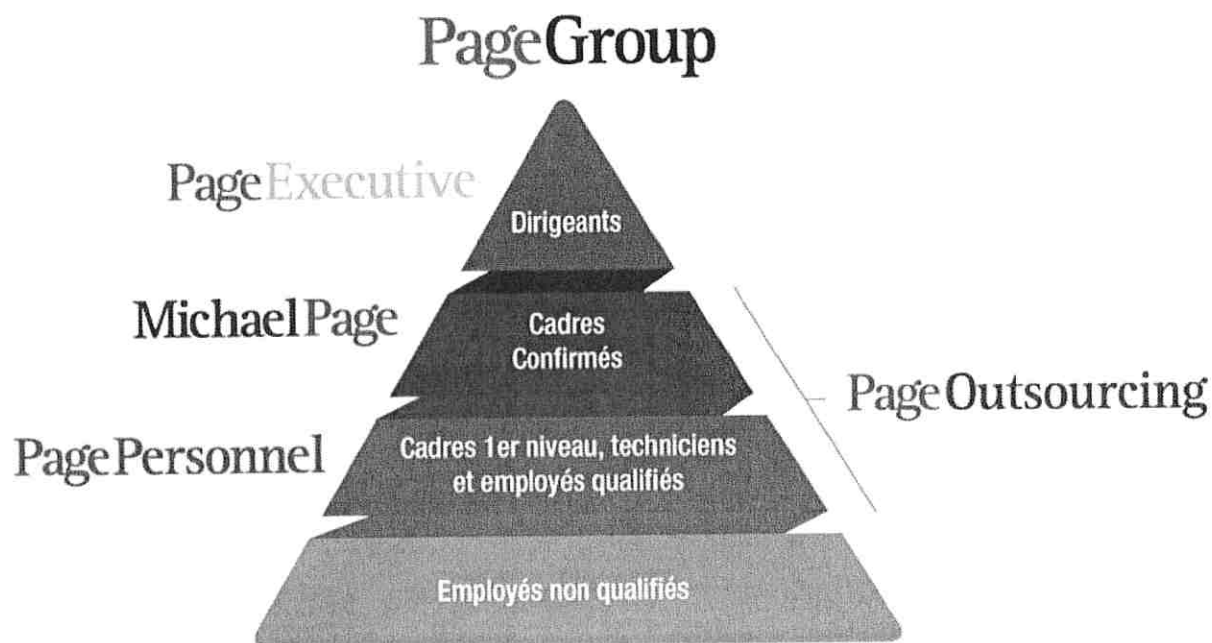 PageGroup
PageExecutive
Dirigeants
MichaelPage
Cadres
Confirmés
PageOutsourcing
PagePersonnel
Cadres 1er niveau, techniciens
et employés qualifiés
Employés non qualifiés